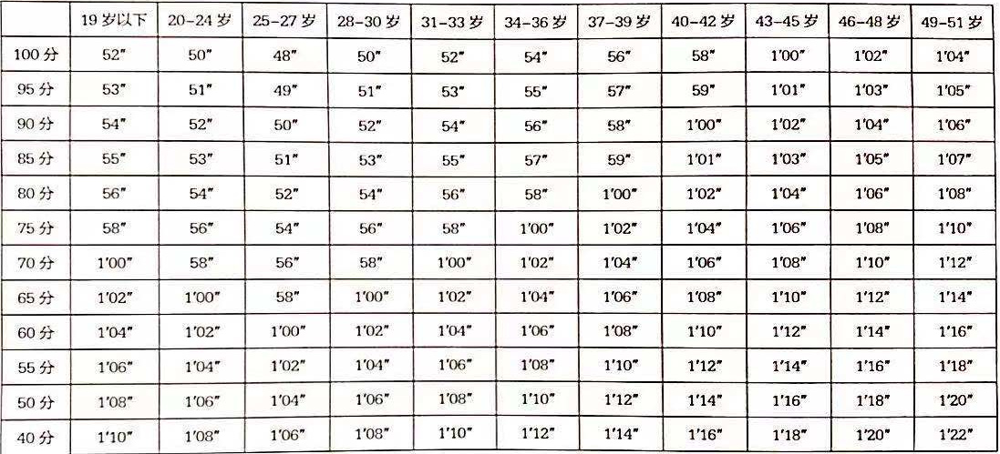 19岁以下 20-24岁 25-27岁 28-30岁 31-33岁 34-36岁 37-39岁 40-42岁 43-45岁 46-48岁 49-51岁
100分 52″ 50″ 48″ 50″ 52″ 54″ 56″ 58″ 1′00″ 1′02″ 1′04″
95分 53″ 51″ 49″ 51″ 53″ 55″ 57″ 59″ 1′01″ 1′03″ 1′05″
90分 54″ 52″ 50″ 52″ 54″ 56″ 58″ 1′00″ 1′02″ 1′04″ 1′06″
85分 55″ 53″ 51″ 53″ 55″ 57″ 59″ 1′01″ 1′03″ 1′05″ 1′07″
80分 56″ 54″ 52″ 54″ 56″ 58″ 1′00″ 1′02″ 1′04″ 1′06″ 1′08″
75分 58″ 56″ 54″ 56″ 58″ 1′00″ 1′02″ 1′04″ 1′06″ 1′08″ 1′10″
70分 1′00″ 58″ 56″ 58″ 1′00″ 1′02″ 1′04″ 1′06″ 1′08″ 1′10″ 1′12″
65分 1′02″ 1′00″ 58″ 1′00″ 1′02″ 1′04″ 1′06″ 1′08″ 1′10″ 1′12″ 1′14″
60分 1′04″ 1′02″ 1′00″ 1′02″ 1′04″ 1′06″ 1′08″ 1′10″ 1′12″ 1′14″ 1′16″
55分 1′06″ 1′04″ 1′02″ 1′04″ 1′06″ 1′08″ 1′10″ 1′12″ 1′14″ 1′16″ 1′18″
50分 1′08″ 1′06″ 1′04″ 1′06″ 1′08″ 1′10″ 1′12″ 1′14″ 1′16″ 1′18″ 1′20″
40分 1′10″ 1′08″ 1′06″ 1′08″ 1′10″ 1′12″ 1′14″ 1′16″ 1′18″ 1′20″ 1′22″